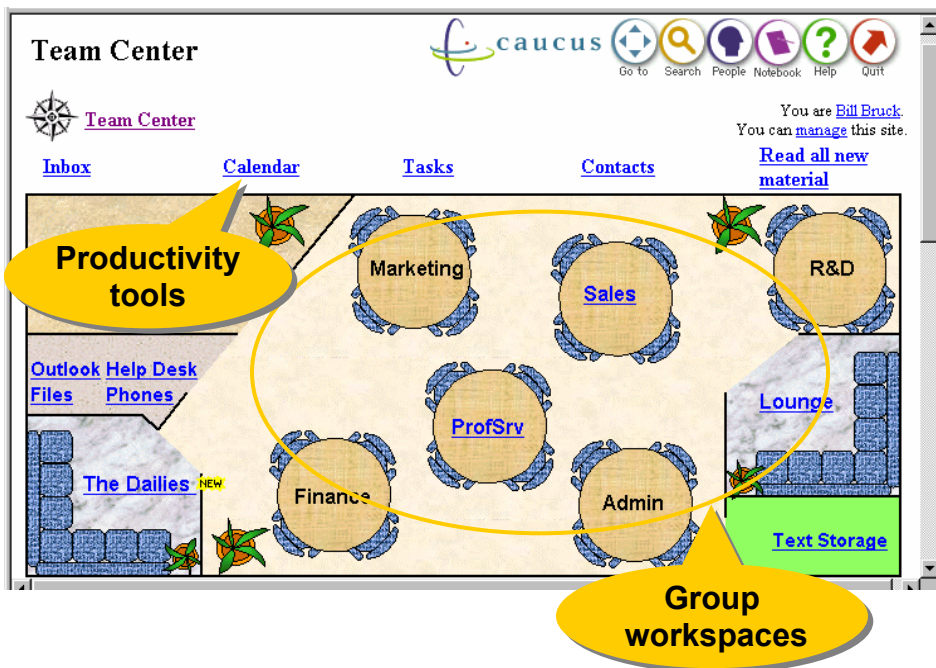 Team Center
caucus
Go to Search People Notebook Help Quit
Team Center
You are Bill Bruck.
You can manage this site.
Inbox Calendar Tasks Contacts Read all new
material
Productivity
tools
Marketing
Sales
R&D
Outlook Help Desk
Files Phones
Lounge
ProfSrv
The Dailies NEW
Finance
Admin
Text Storage
Group
workspaces